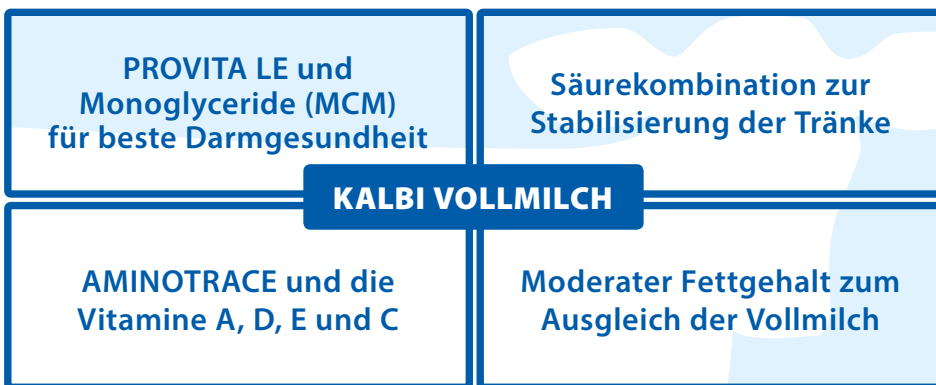 PROVITA LE und
Monoglyceride (MCM)
für beste Darmgesundheit
Säurekombination zur
Stabilisierung der Tränke
KALBI VOLLMILCH
AMINOTRACE und die
Vitamine A, D, E und C
Moderater Fettgehalt zum
Ausgleich der Vollmilch